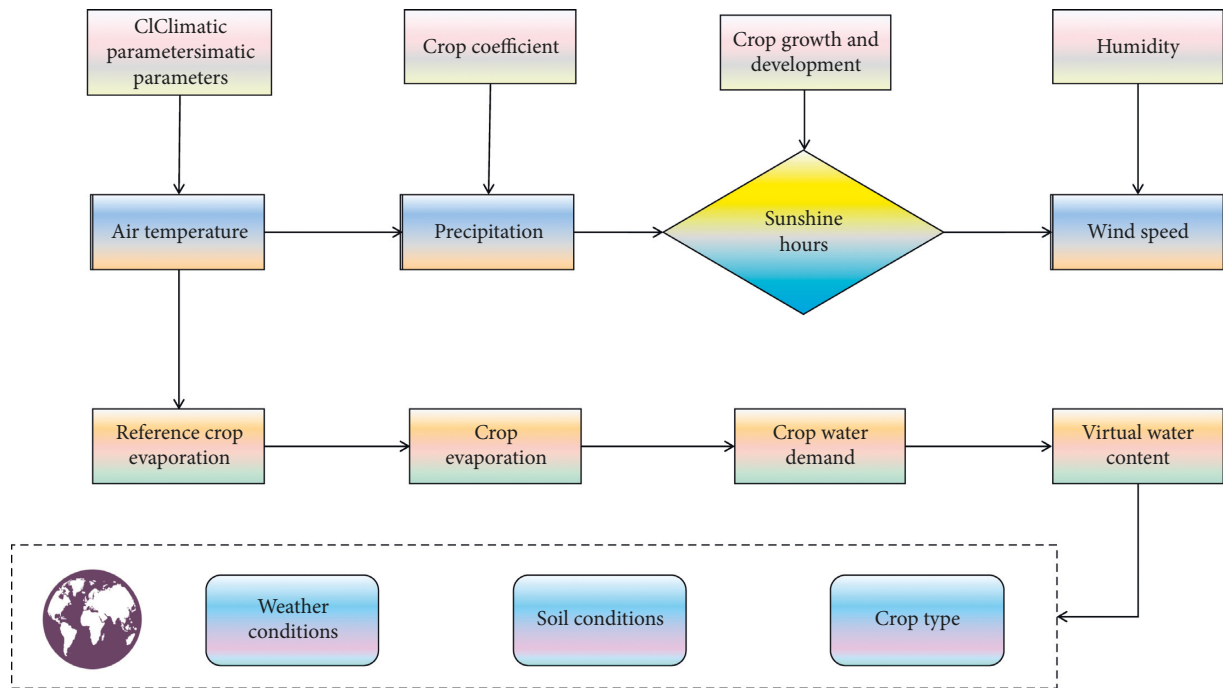 ClClimatic
parametersimatic
parameters
Crop coefficient
Crop growth and
development
Humidity
Air temperature
Precipitation
Sunshine
hours
Wind speed
Reference crop
evaporation
Crop
evaporation
Crop water
demand
Virtual water
content
Weather
conditions
Soil conditions
Crop type